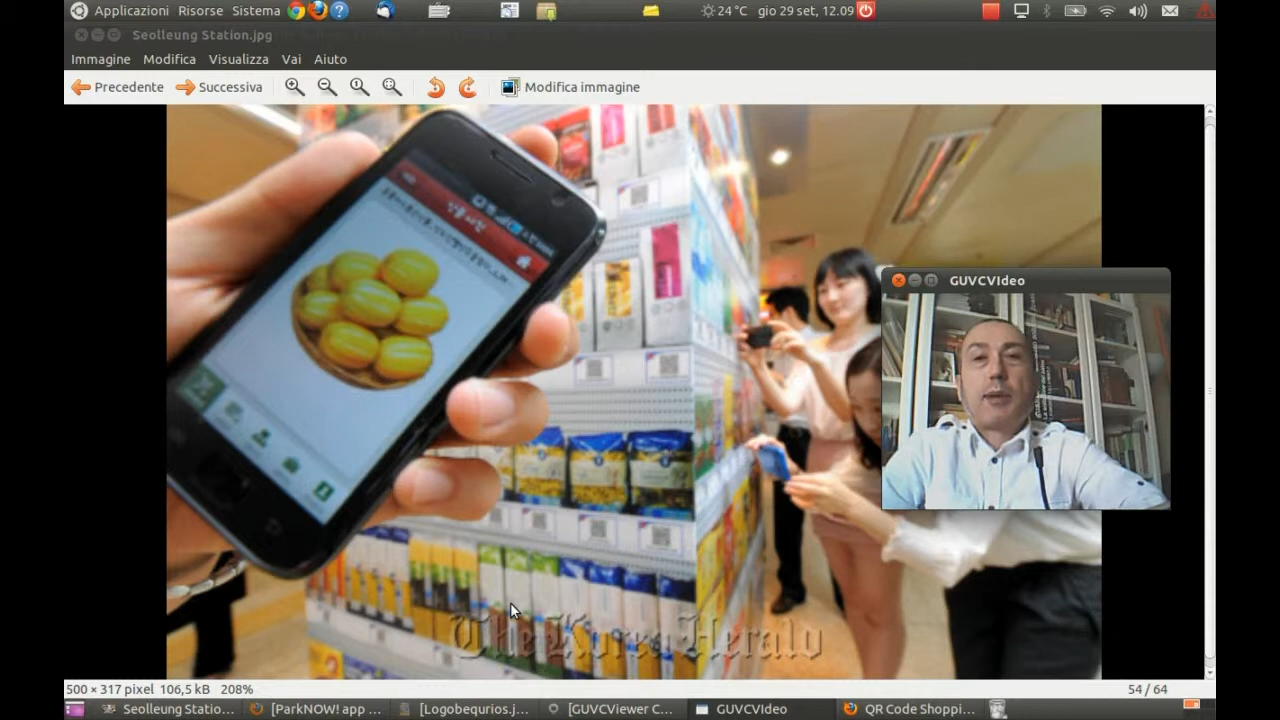 Applicazioni Risorse Sistema 24 °C gio 29 set, 12.09
Seolleung Station.jpg
Immagine Modifica Visualizza Vai Aiuto
Precedente Successiva Modifica immagine
GUVCVIdeo
The Korea Herald
500 × 317 pixel 106,5 kB 208% 54 / 64
Seolleung Statio... [ParkNOW! app ... [Logobequrios.j... [GUVCViewer C... GUVCVIdeo QR Code Shoppi...